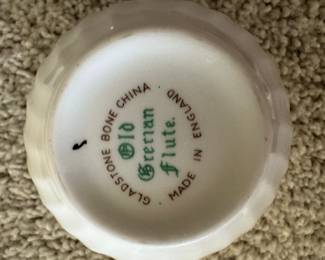 GLADSTONE BONE CHINA
Old
Grecian
Flute.
MADE IN ENGLAND